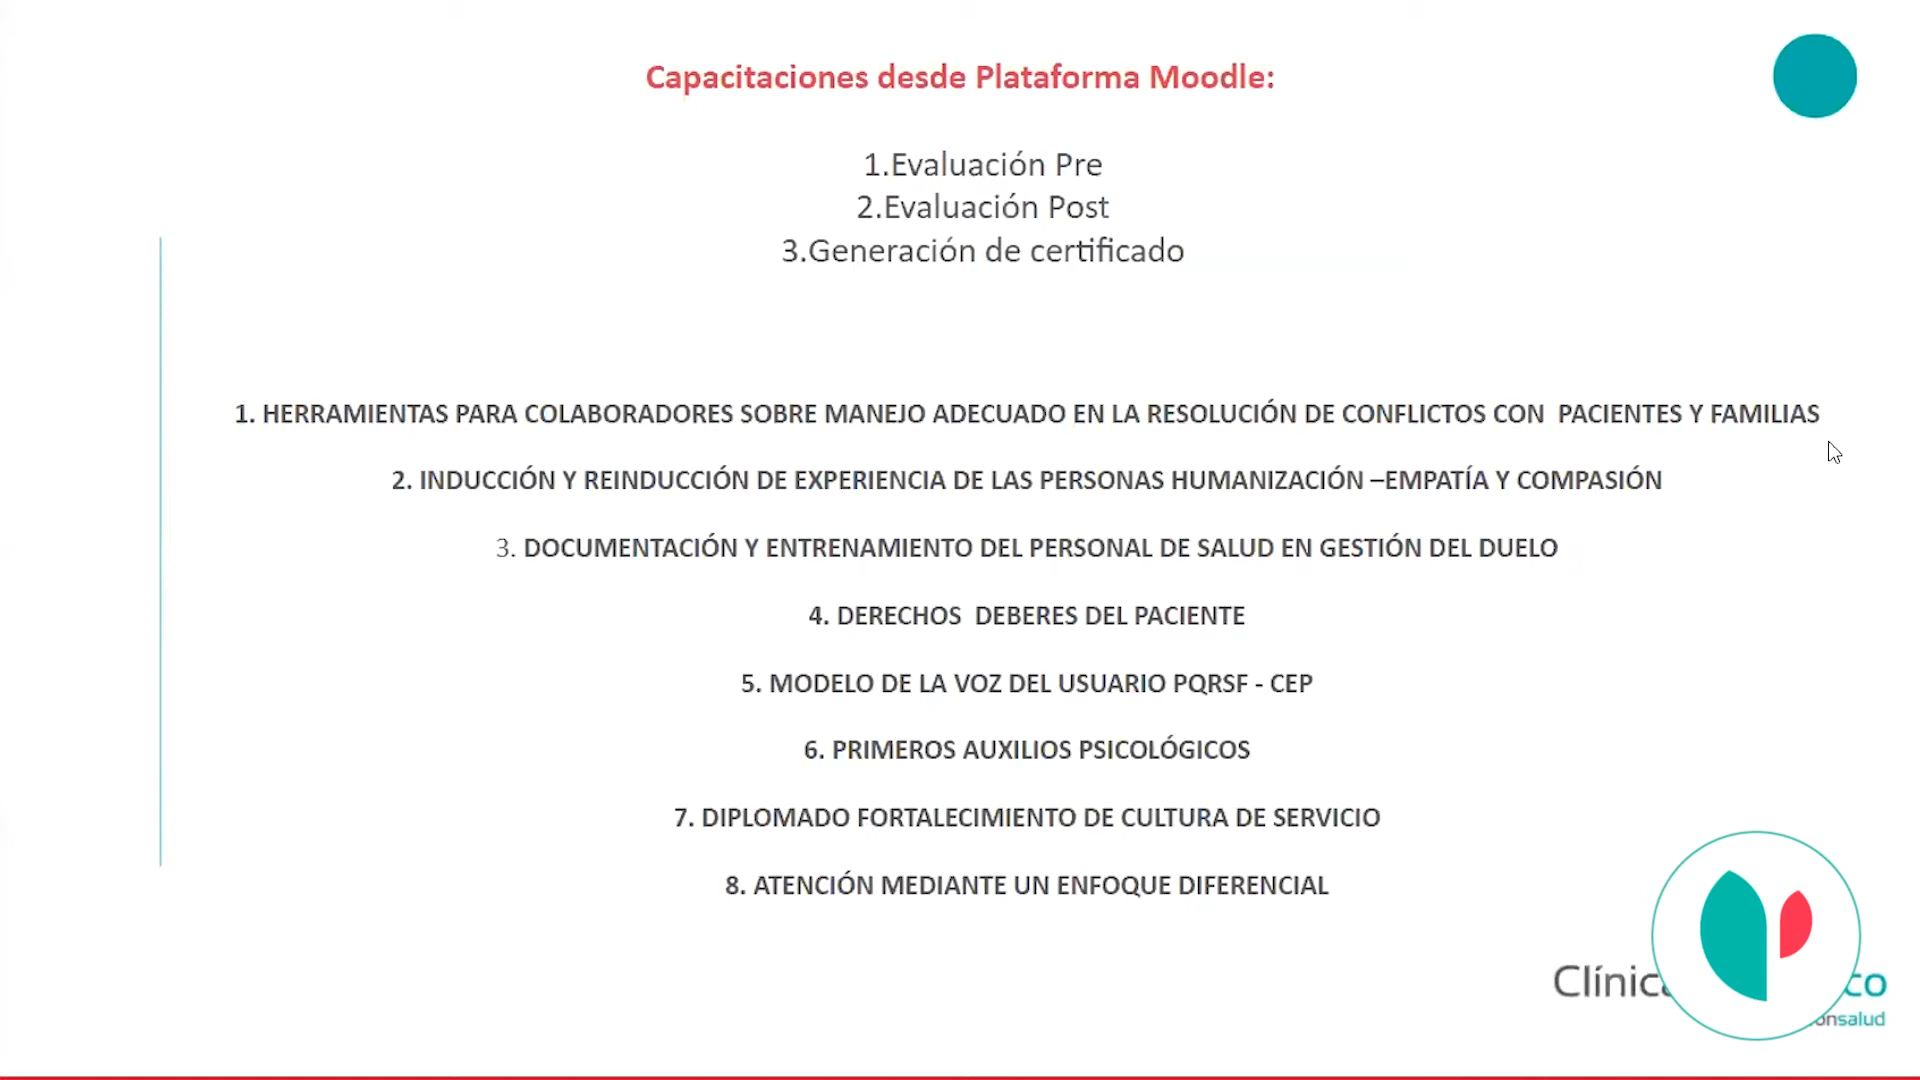 Capacitaciones desde Plataforma Moodle:
1.Evaluación Pre
2.Evaluación Post
3.Generación de certificado
1. HERRAMIENTAS PARA COLABORADORES SOBRE MANEJO ADECUADO EN LA RESOLUCIÓN DE CONFLICTOS CON  PACIENTES Y FAMILIAS
2. INDUCCIÓN Y REINDUCCIÓN DE EXPERIENCIA DE LAS PERSONAS HUMANIZACIÓN –EMPATÍA Y COMPASIÓN
3. DOCUMENTACIÓN Y ENTRENAMIENTO DEL PERSONAL DE SALUD EN GESTIÓN DEL DUELO
4. DERECHOS  DEBERES DEL PACIENTE
5. MODELO DE LA VOZ DEL USUARIO PQRSF - CEP
6. PRIMEROS AUXILIOS PSICOLÓGICOS
7. DIPLOMADO FORTALECIMIENTO DE CULTURA DE SERVICIO
8. ATENCIÓN MEDIANTE UN ENFOQUE DIFERENCIAL